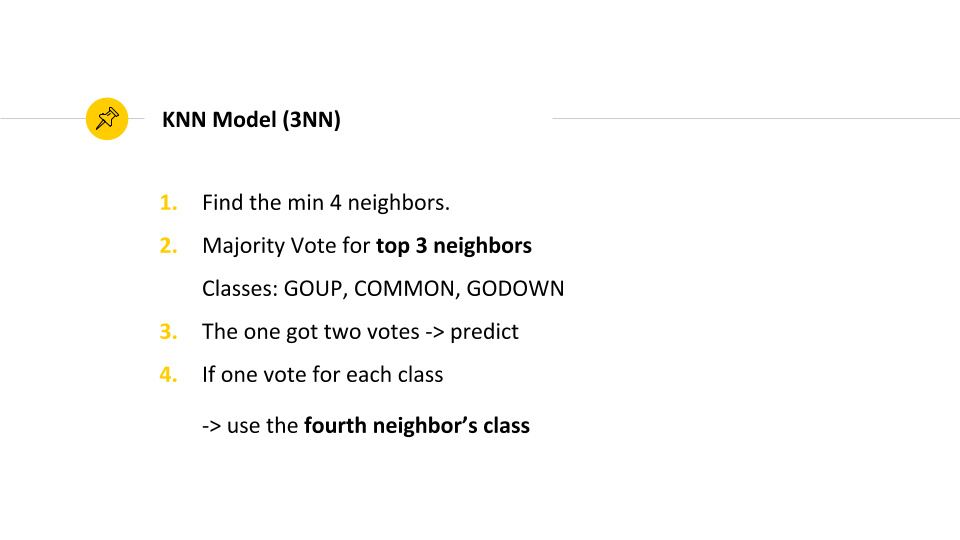 KNN Model (3NN)
1. Find the min 4 neighbors.
2. Majority Vote for top 3 neighbors
Classes: GOUP, COMMON, GODOWN
3. The one got two votes -> predict
4. If one vote for each class
-> use the fourth neighbor’s class